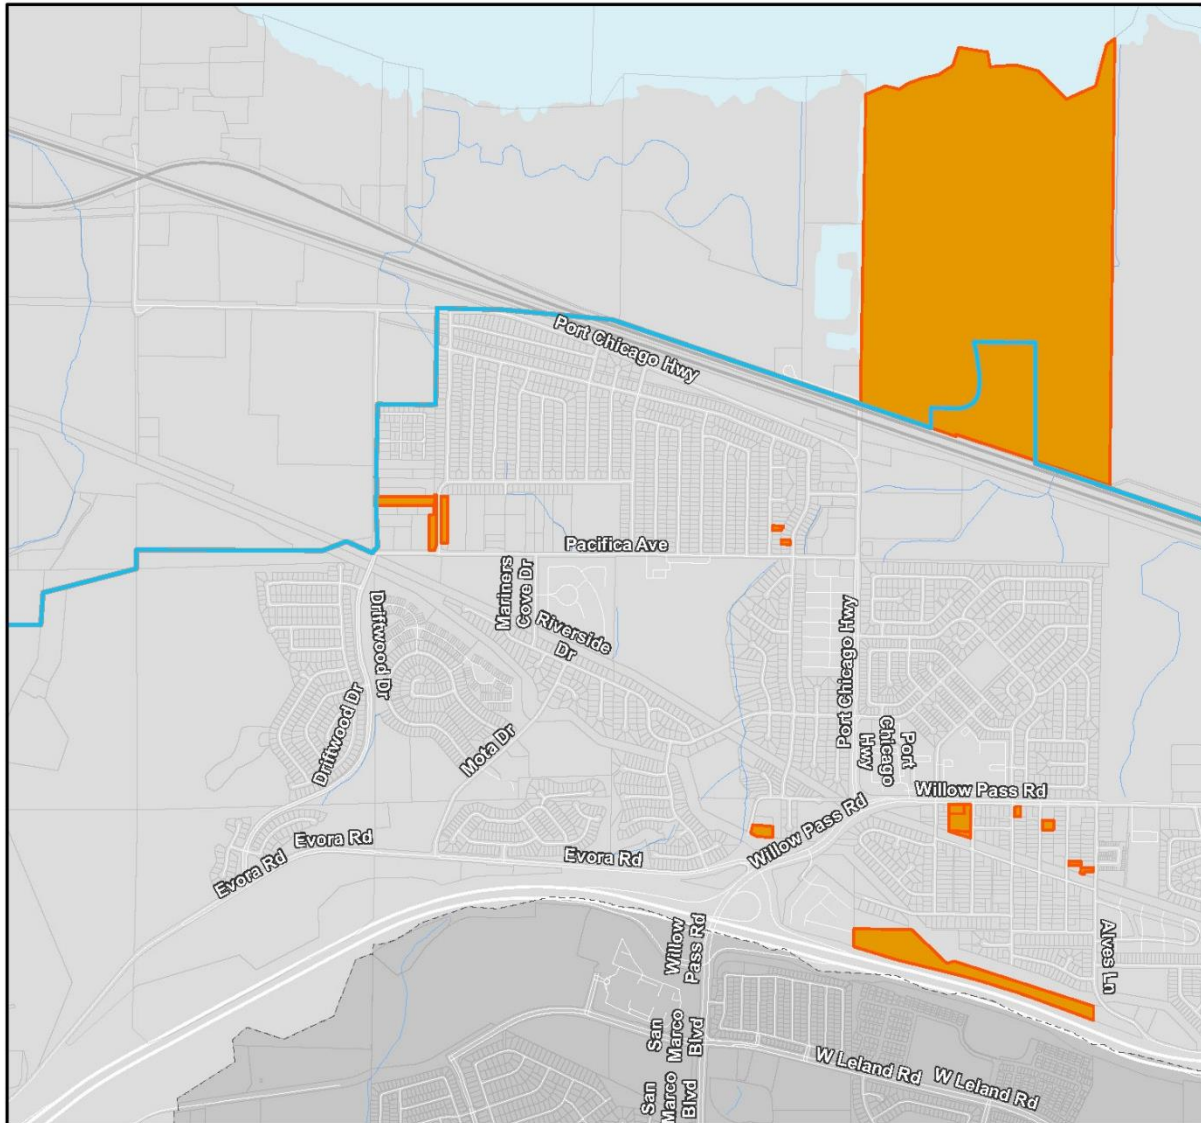 Port Chicago Hwy
Pacifica Ave
Mariners
Cove Dr
Riverside
Dr
Driftwood Dr
Driftwood Dr
Mota Dr
Port Chicago Hwy
Port
Chicago
Hwy
Willow Pass Rd
Willow Pass Rd
Evora Rd
Evora Rd
Evora Rd
Willow
Pass Rd
Alves Ln
San
Marco
Blvd
W Leland Rd
W Leland Rd
San
Marco
Blvd